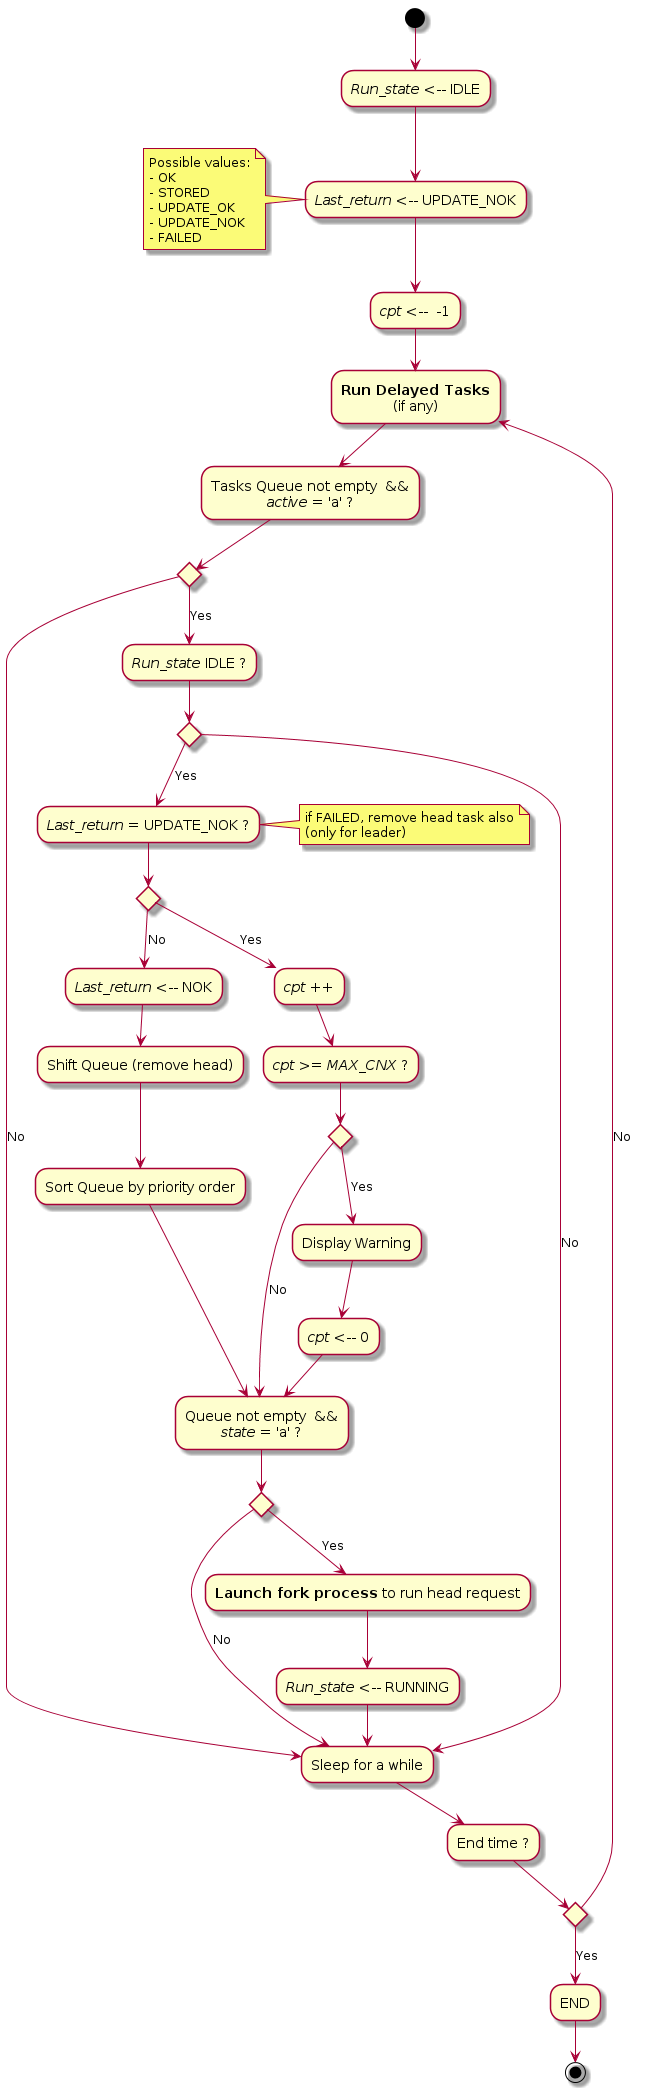 Run_state <-- IDLE
Possible values:
- OK
- STORED
- UPDATE_OK
- UPDATE_NOK
- FAILED
Last_return <-- UPDATE_NOK
cpt <-- -1
Run Delayed Tasks
(if any)
Tasks Queue not empty &&
active = 'a' ?
Yes
Run_state IDLE ?
Yes
Last_return = UPDATE_NOK ?
if FAILED, remove head task also
(only for leader)
No
Yes
Last_return <-- NOK
cpt ++
Shift Queue (remove head)
cpt >= MAX_CNX ?
No
No
Yes
Sort Queue by priority order
Display Warning
No
No
cpt <-- 0
Queue not empty &&
state = 'a' ?
Yes
Launch fork process to run head request
No
Run_state <-- RUNNING
Sleep for a while
End time ?
Yes
END